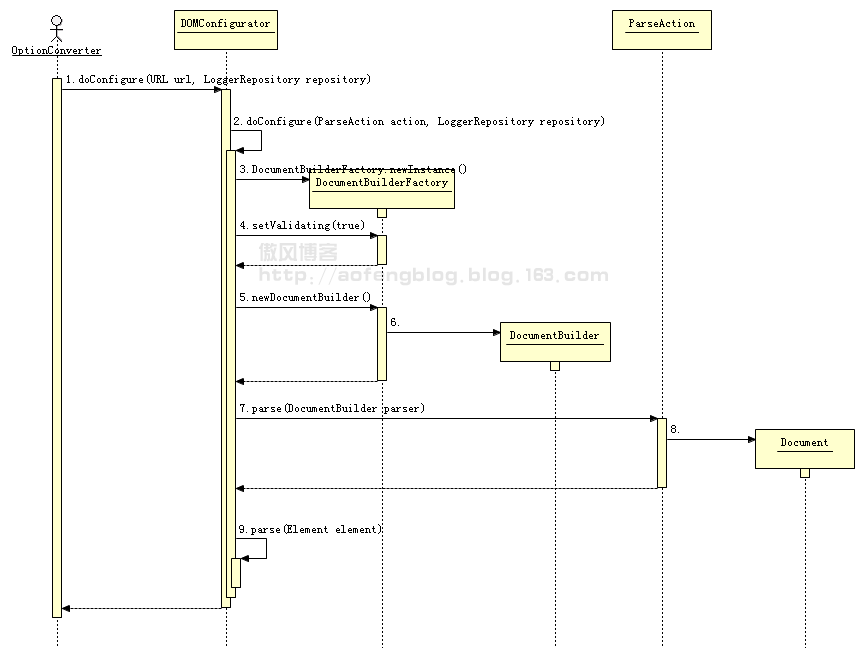 DOMConfigurator
ParseAction
OptionConverter
1.doConfigure(URL url, LoggerRepository repository)
2.doConfigure(ParseAction action, LoggerRepository repository)
3.DocumentBuilderFactory.newInstance()
DocumentBuilderFactory
4.setValidating(true)
傲风博客
http://aofengblog.blog.163.com
5.newDocumentBuilder()
6.
DocumentBuilder
7.parse(DocumentBuilder parser)
8.
Document
9.parse(Element element)